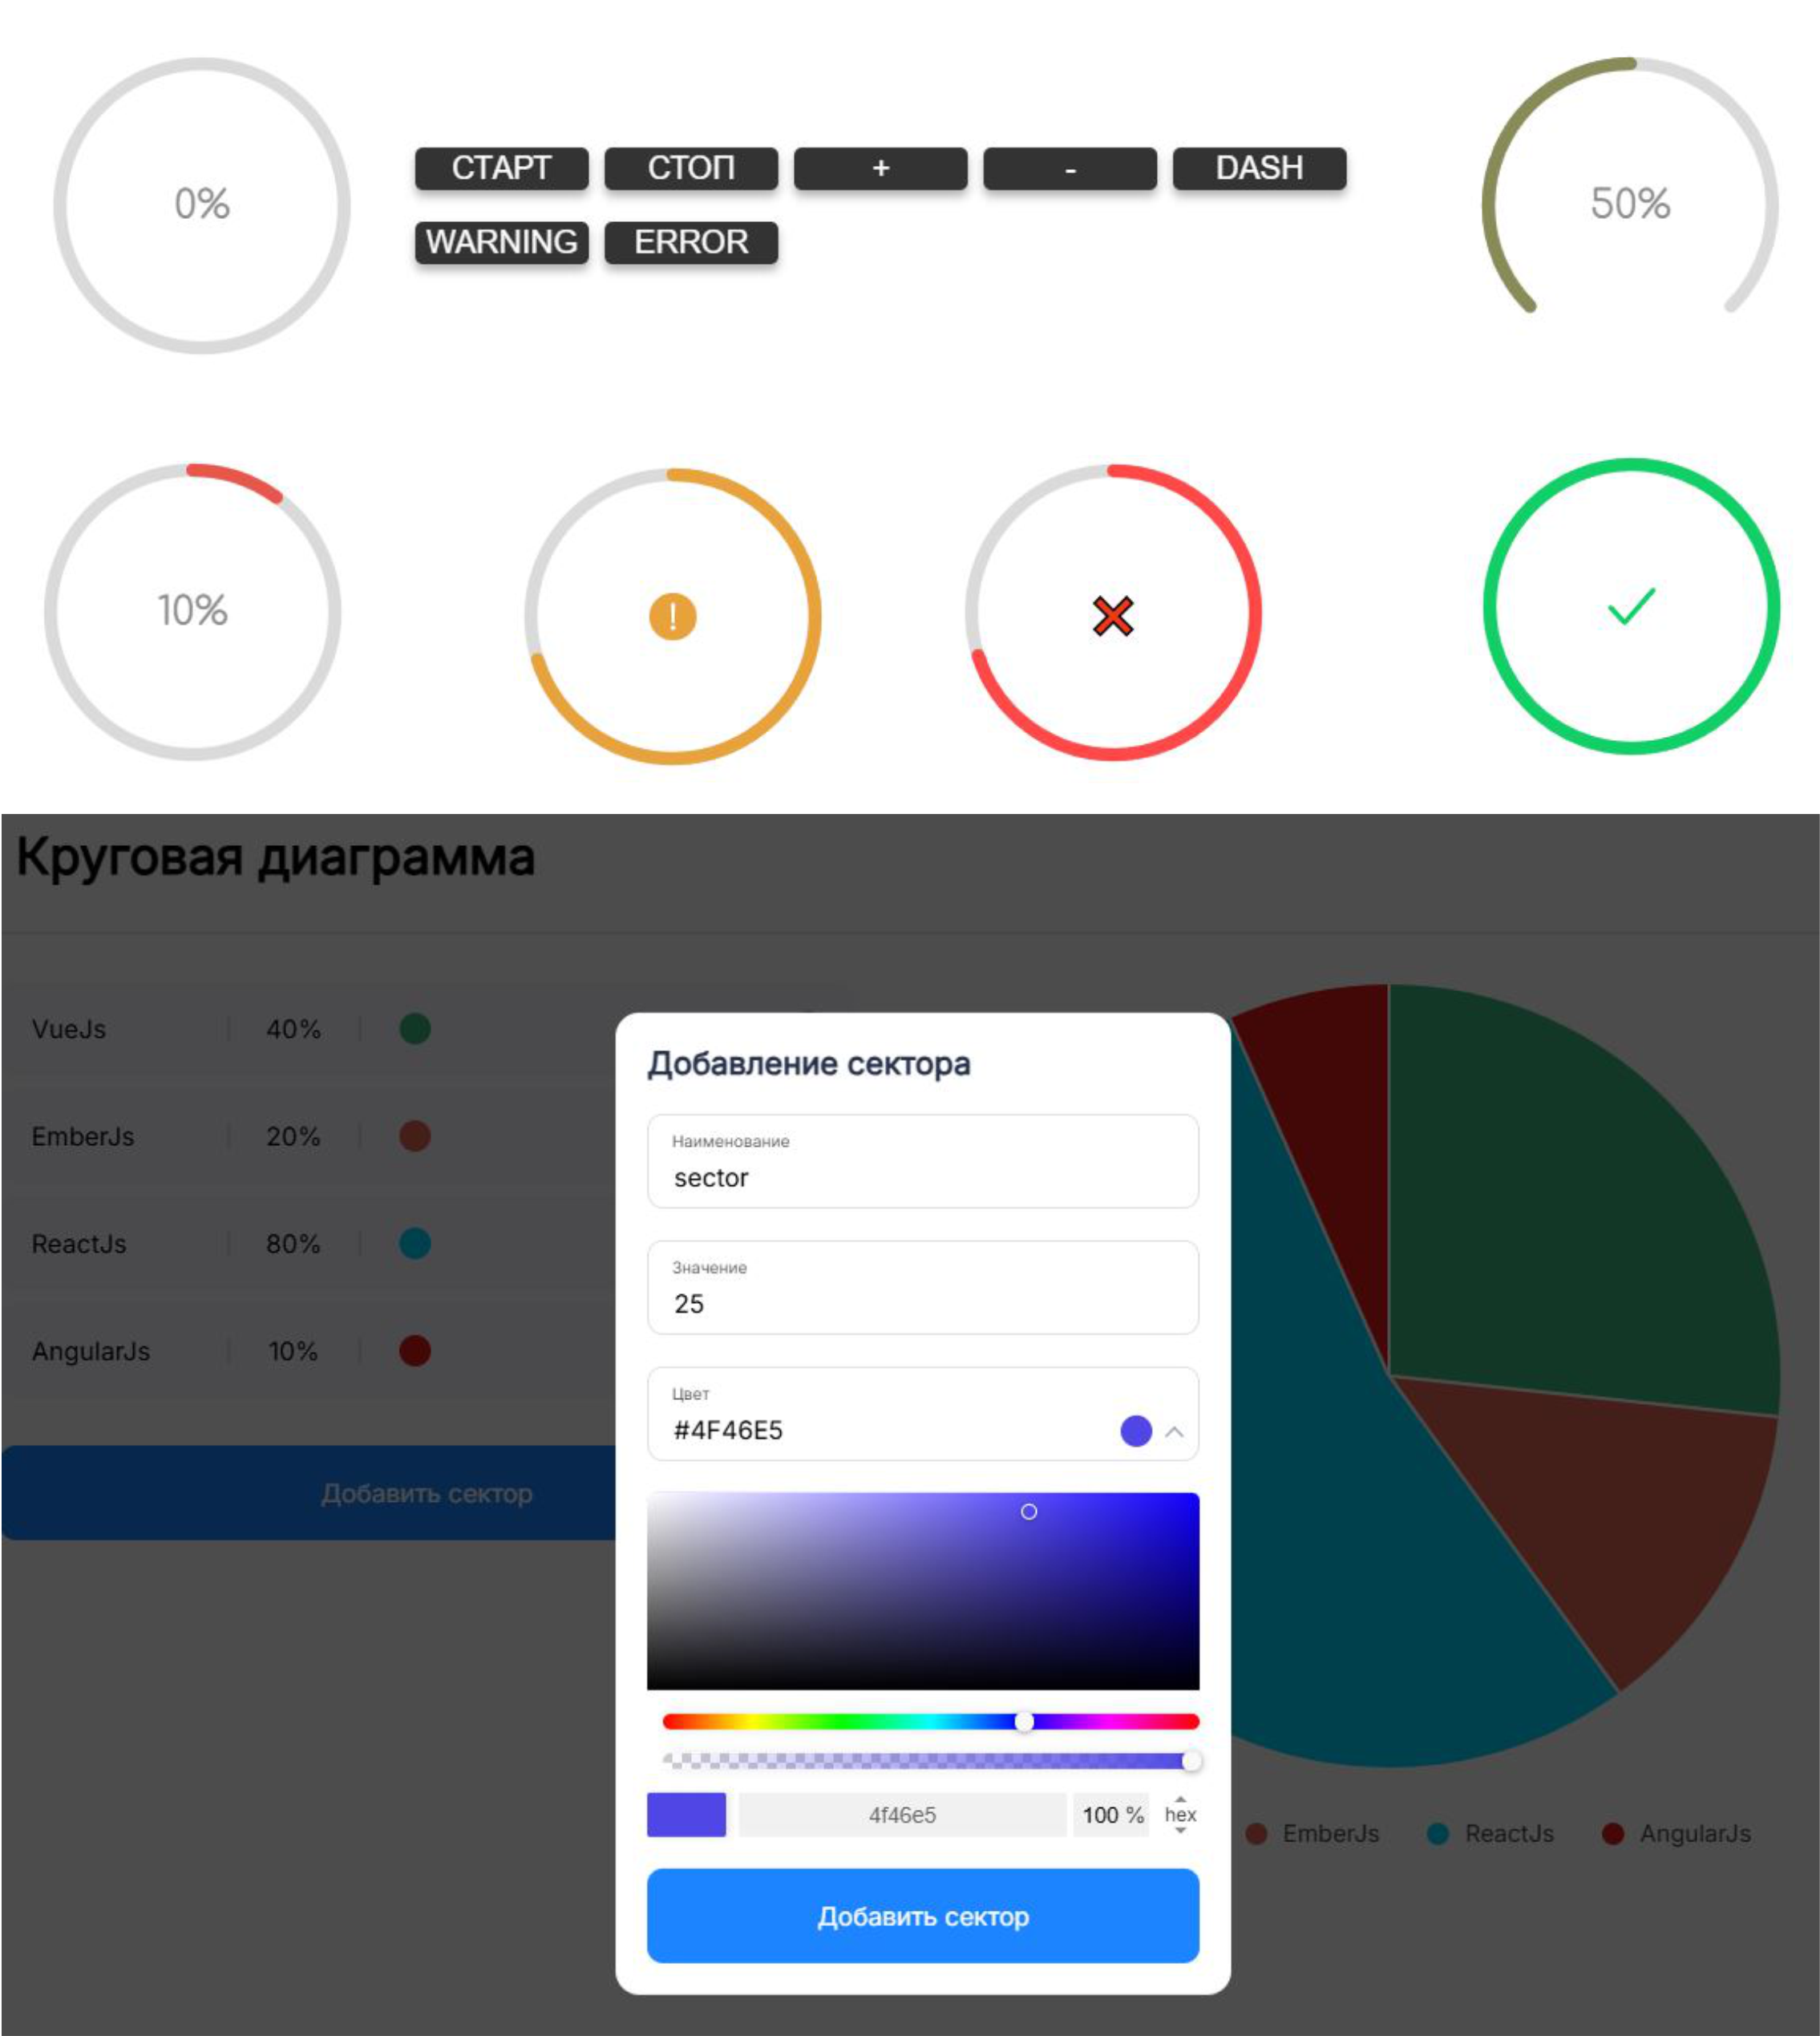 0%
СТАРТ СТОП + - DASH
WARNING ERROR
50%
10%
!
Круговая диаграмма
VueJs 40%
EmberJs 20%
ReactJs 80%
AngularJs 10%
Добавить сектор
Добавление сектора
Наименование
sector
Значение
25
Цвет
#4F46E5
4f46e5 100 % hex
Добавить сектор
EmberJs ReactJs AngularJs